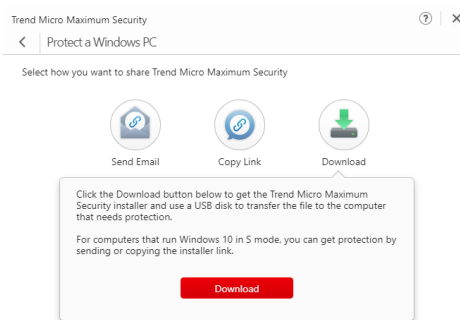 Trend Micro Maximum Security
Protect a Windows PC
Select how you want to share Trend Micro Maximum Security
Send Email
Copy Link
Download
Click the Download button below to get the Trend Micro Maximum
Security installer and use a USB disk to transfer the file to the computer
that needs protection.
For computers that run Windows 10 in S mode, you can get protection by
sending or copying the installer link.
Download